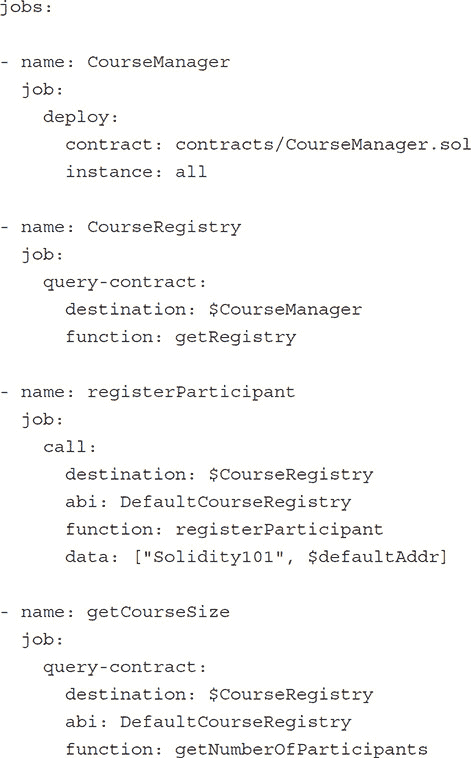 jobs:

- name: CourseManager
  job:
    deploy:
      contract: contracts/CourseManager.sol
      instance: all

- name: CourseRegistry
  job:
    query-contract:
      destination: $CourseManager
      function: getRegistry

- name: registerParticipant
  job:
    call:
      destination: $CourseRegistry
      abi: DefaultCourseRegistry
      function: registerParticipant
      data: ["Solidity101", $defaultAddr]

- name: getCourseSize
  job:
    query-contract:
      destination: $CourseRegistry
      abi: DefaultCourseRegistry
      function: getNumberOfParticipants